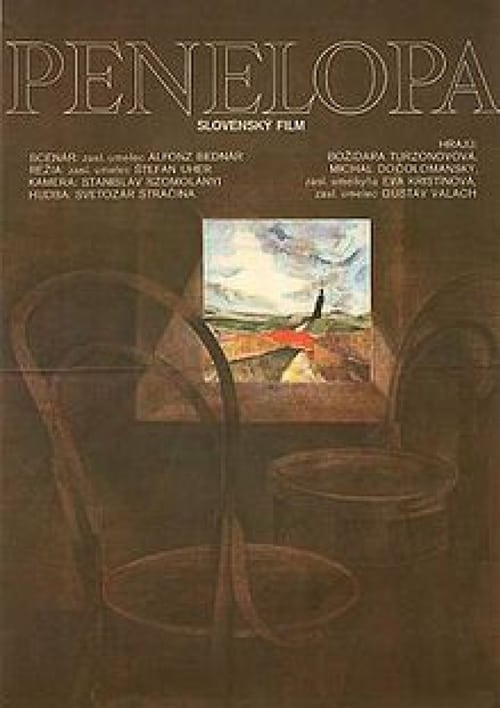 PENELOPA
SLOVENSKÝ FILM
SCENÁR: zasl. umelec ALFONZ BEDNÁR
RÉŽIA: zasl. umelec ŠTEFAN UHER
KAMERA: STANISLAV SZOMOLÁNYI
HUDBA: SVETOZÁR STRAČINA
HRAJÚ:
BOŽIDARA TURZONOVOVÁ,
MICHAL DOČOLOMANSKÝ,
zasl. umelkyňa EVA KRISTINOVÁ,
zasl. umelec GUSTÁV VALACH